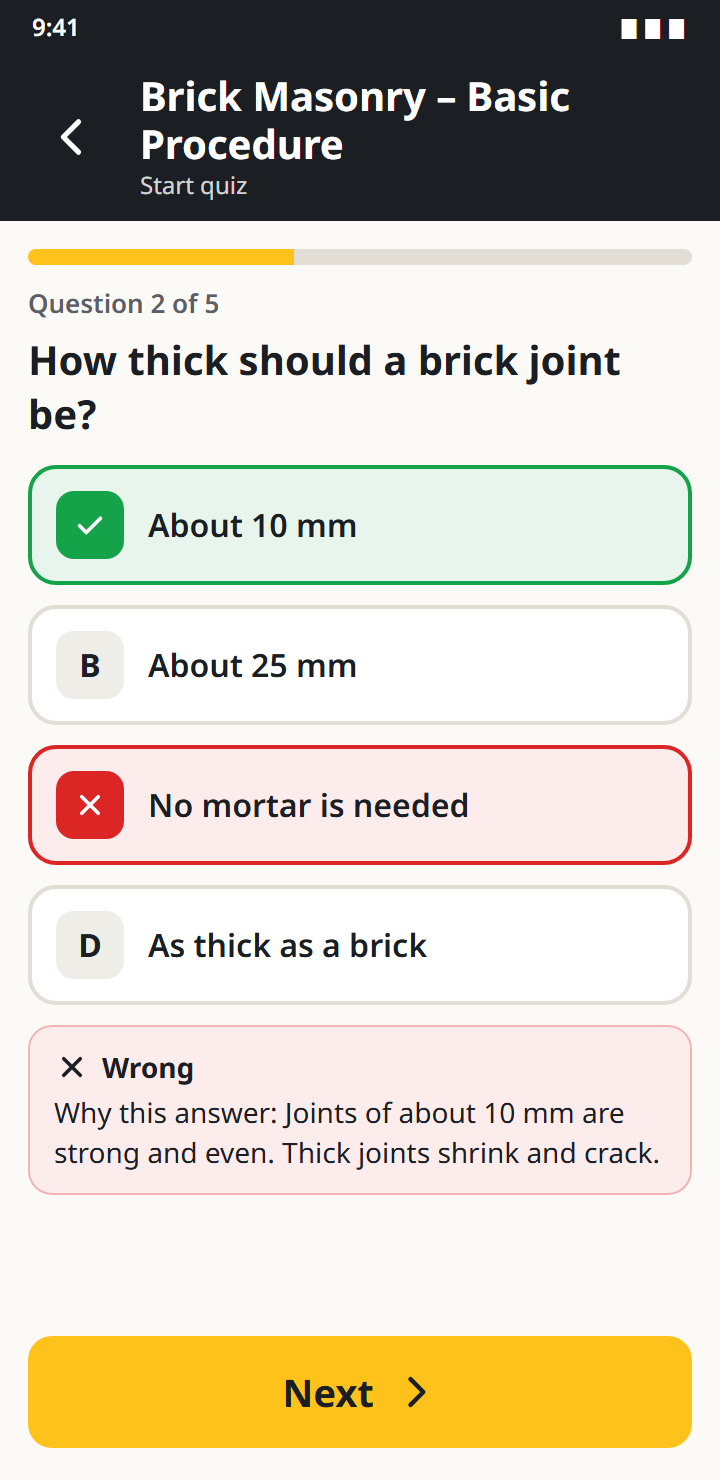 9:41
Brick Masonry – Basic
Procedure
Start quiz
Question 2 of 5
How thick should a brick joint
be?
About 10 mm
B
About 25 mm
No mortar is needed
D
As thick as a brick
Wrong
Why this answer: Joints of about 10 mm are
strong and even. Thick joints shrink and crack.
Next